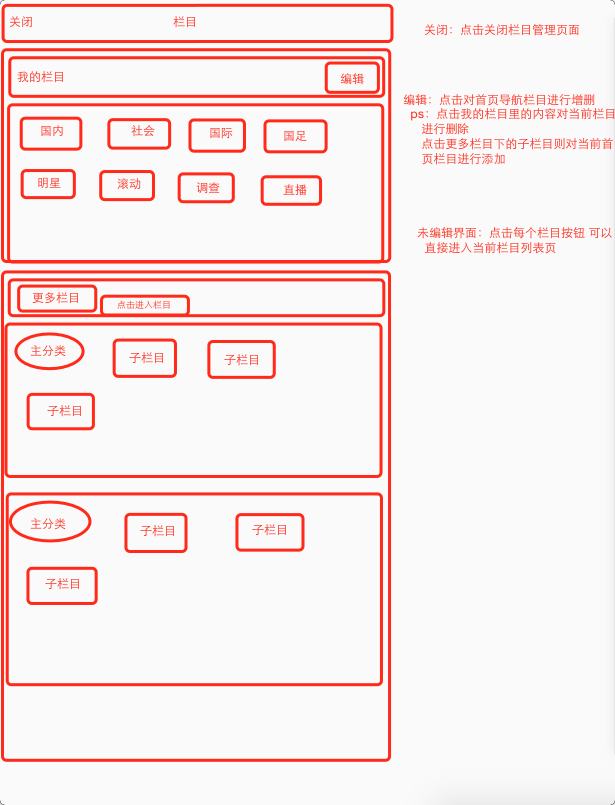 关闭
栏目
关闭：点击关闭栏目管理页面
我的栏目
编辑
编辑：点击对首页导航栏目进行增删
ps：点击我的栏目里的内容对当前栏目
进行删除
点击更多栏目下的子栏目则对当前首
页栏目进行添加
国内
社会
国际
国足
明星
滚动
调查
直播
未编辑界面：点击每个栏目按钮 可以
直接进入当前栏目列表页
更多栏目
点击进入栏目
主分类
子栏目
子栏目
子栏目
主分类
子栏目
子栏目
子栏目